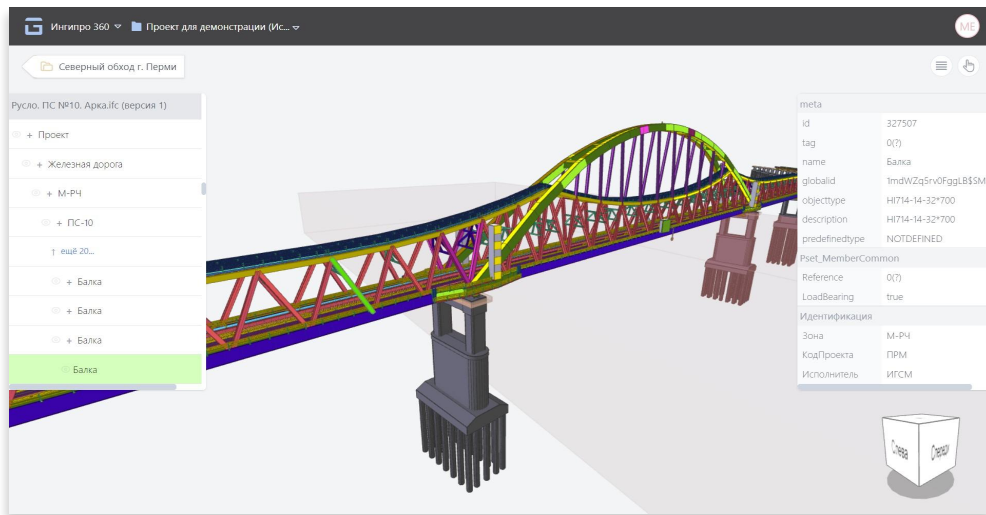 Ингипро 360
Проект для демонстрации (Ис...
МЕ
Северный обход г. Перми
Русло. ПС №10. Арка.ifc (версия 1)
+ Проект
+ Железная дорога
+ М-РЧ
+ ПС-10
↑ ещё 20...
+ Балка
+ Балка
+ Балка
Балка
meta
id 327507
tag 0(?)
name Балка
globalid 1mdWZq5rv0FggLB$SM
objecttype HI714-14-32*700
description HI714-14-32*700
predefinedtype NOTDEFINED
Pset_MemberCommon
Reference 0(?)
LoadBearing true
Идентификация
Зона М-РЧ
КодПроекта ПРМ
Исполнитель ИГСМ
Слева
Спереди